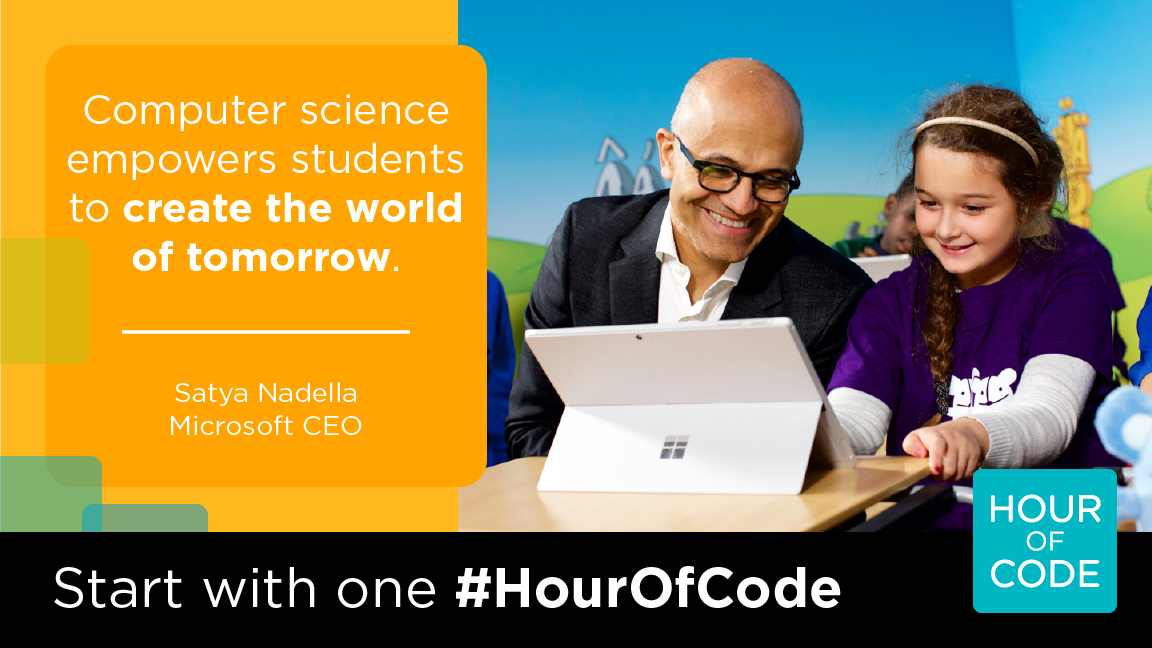 Computer science
empowers students
to create the world
of tomorrow.
Satya Nadella
Microsoft CEO
Start with one #HourOfCode
HOUR
OF
CODE